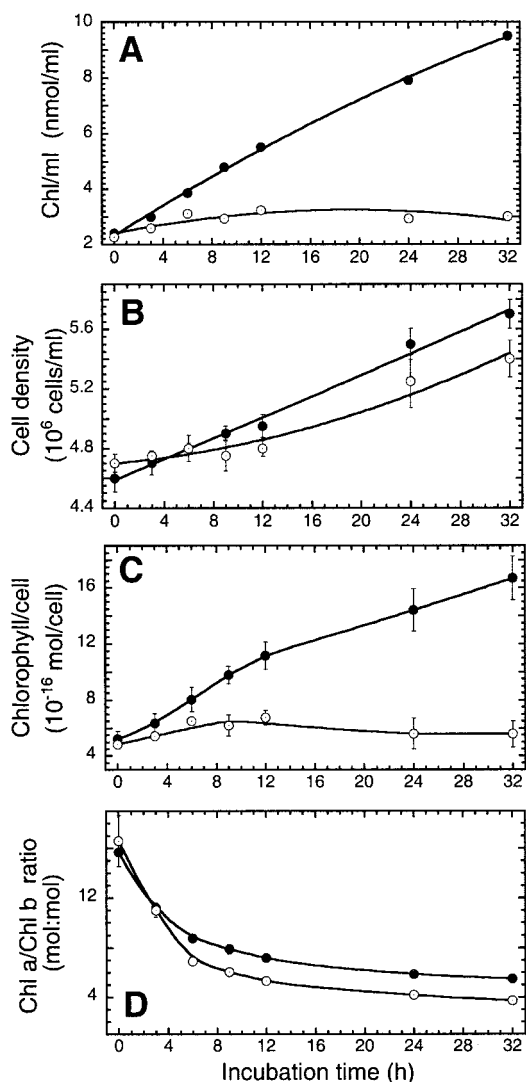 A
Chl/ml (nmol/ml)
10
8
6
4
2
0 4 8 12 16 20 24 28 32
B
Cell density
(10⁶ cells/ml)
5.6
5.2
4.8
4.4
0 4 8 12 16 20 24 28 32
C
Chlorophyll/cell
(10⁻¹⁶ mol/cell)
16
12
8
4
0 4 8 12 16 20 24 28 32
D
Chl a/Chl b ratio
(mol:mol)
12
4
0 4 8 12 16 20 24 28 32
Incubation time (h)